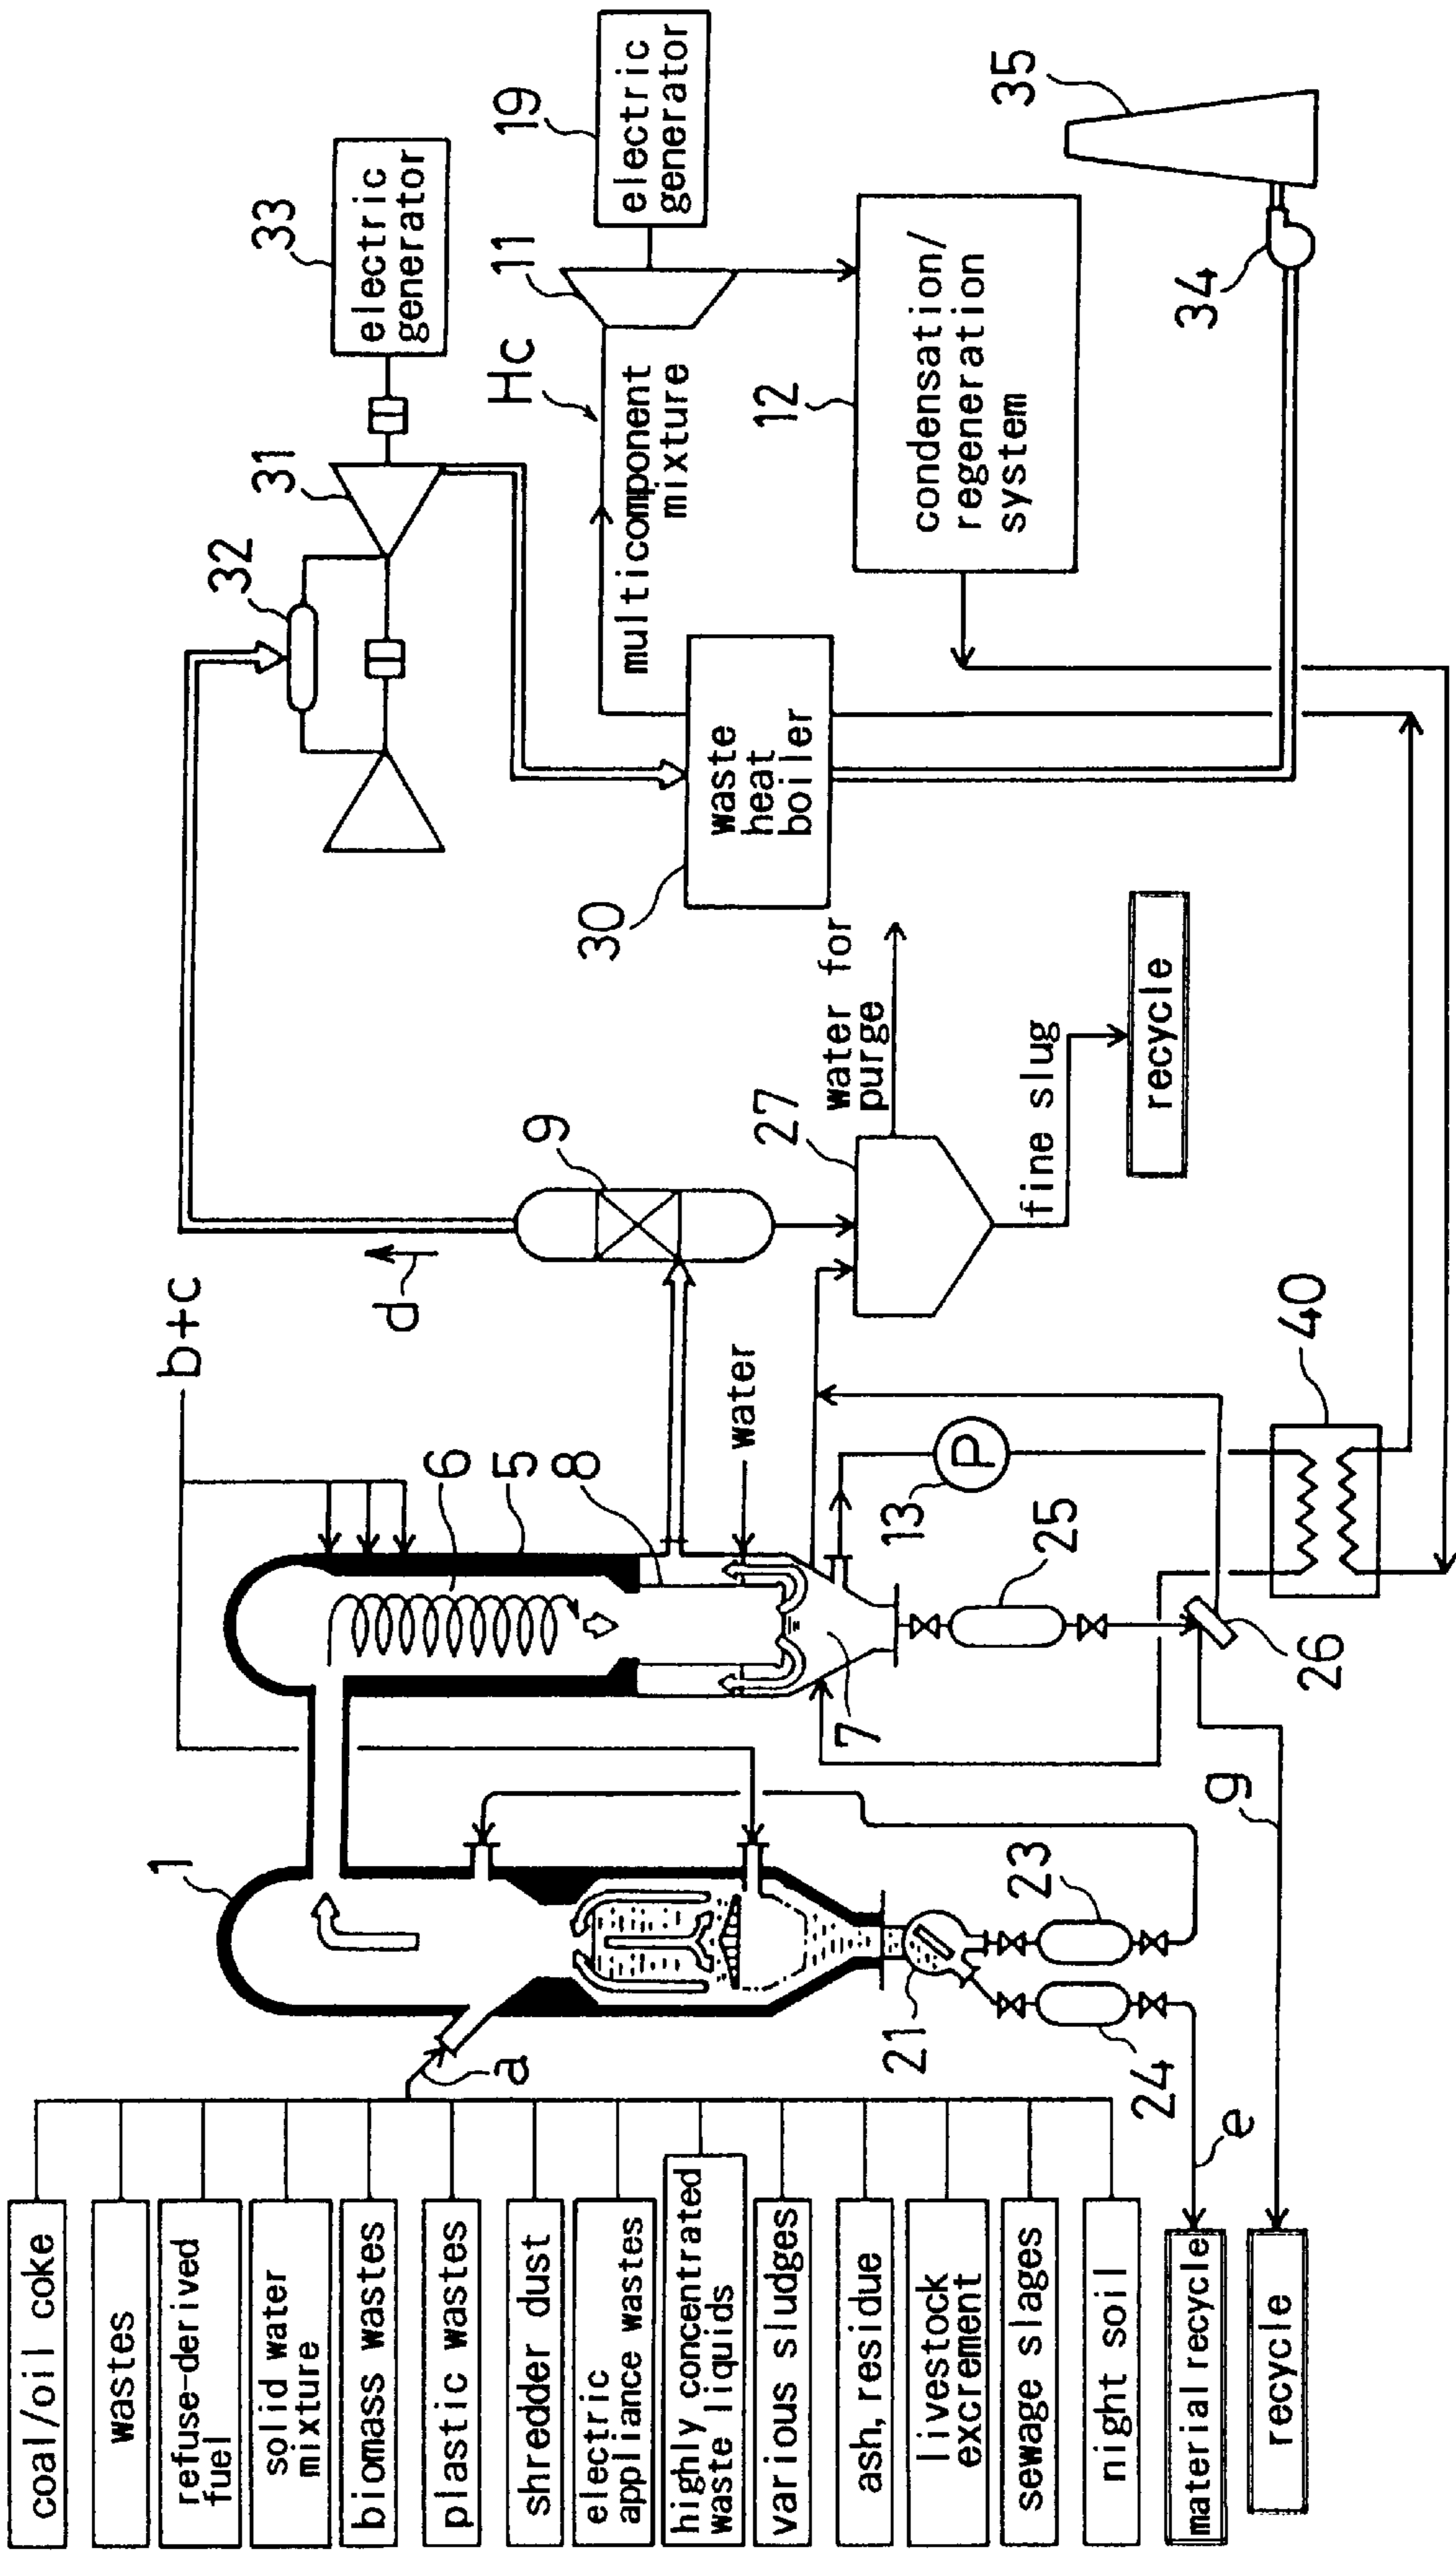 coal/oil coke
wastes
refuse-derived
fuel
solid water
mixture
biomass wastes
plastic wastes
shredder dust
electric
appliance wastes
highly concentrated
waste liquids
various sludges
ash, residue
livestock
excrement
sewage slages
night soil
material recycle
recycle
a
e
g
1
21
23
24
b+c
6
5
8
7
water
13
P
25
26
40
d
9
27
water for
purge
fine slug
recycle
32
31
33
electric
generator
30
waste
heat
boiler
multicomponent
mixture
Hc
11
19
electric
generator
12
condensation/
regeneration
system
34
35